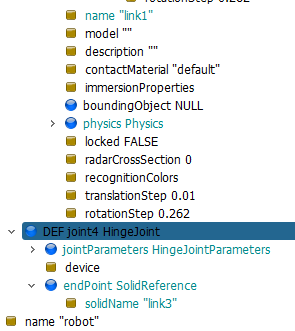 rotationStep 0.262
name "link1"
model ""
description ""
contactMaterial "default"
immersionProperties
boundingObject NULL
physics Physics
locked FALSE
radarCrossSection 0
recognitionColors
translationStep 0.01
rotationStep 0.262
DEF joint4 HingeJoint
jointParameters HingeJointParameters
device
endPoint SolidReference
solidName "link3"
name "robot"